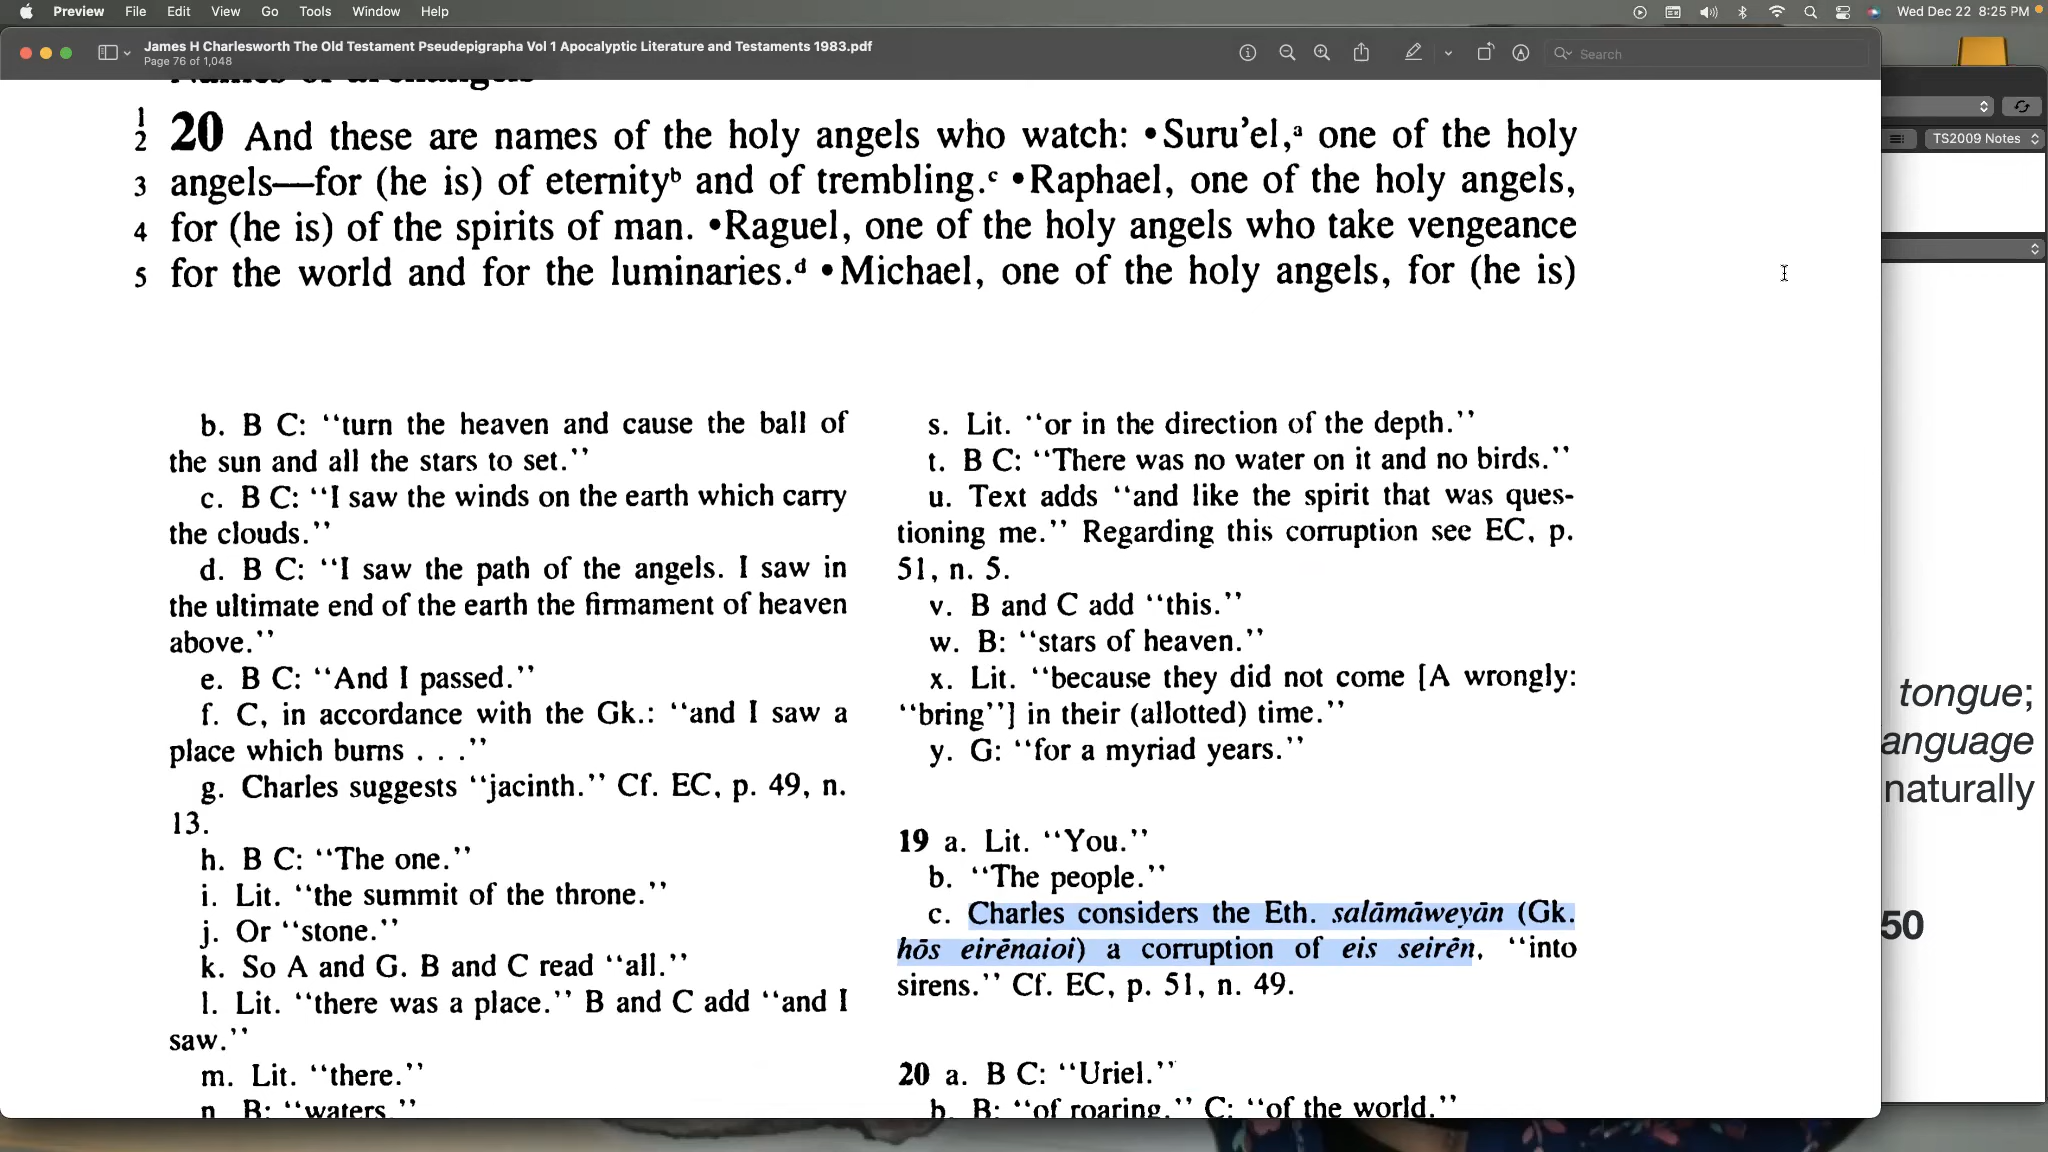 Preview File Edit View Go Tools Window Help
Wed Dec 22 8:25 PM
James H Charlesworth The Old Testament Pseudepigrapha Vol 1 Apocalyptic Literature and Testaments 1983.pdf
Page 76 of 1,048
Search
Names of archangels
1
2 20 And these are names of the holy angels who watch: •Suru’el,ª one of the holy
3 angels—for (he is) of eternityᵇ and of trembling.ᶜ •Raphael, one of the holy angels,
4 for (he is) of the spirits of man. •Raguel, one of the holy angels who take vengeance
5 for the world and for the luminaries.ᵈ •Michael, one of the holy angels, for (he is)
b. B C: ‘‘turn the heaven and cause the ball of
the sun and all the stars to set.’’
c. B C: ‘‘I saw the winds on the earth which carry
the clouds.’’
d. B C: ‘‘I saw the path of the angels. I saw in
the ultimate end of the earth the firmament of heaven
above.’’
e. B C: ‘‘And I passed.’’
f. C, in accordance with the Gk.: ‘‘and I saw a
place which burns . . .’’
g. Charles suggests ‘‘jacinth.’’ Cf. EC, p. 49, n.
13.
h. B C: ‘‘The one.’’
i. Lit. ‘‘the summit of the throne.’’
j. Or ‘‘stone.’’
k. So A and G. B and C read ‘‘all.’’
l. Lit. ‘‘there was a place.’’ B and C add ‘‘and I
saw.’’
m. Lit. ‘‘there.’’
n. B: ‘‘waters.’’
s. Lit. ‘‘or in the direction of the depth.’’
t. B C: ‘‘There was no water on it and no birds.’’
u. Text adds ‘‘and like the spirit that was ques-
tioning me.’’ Regarding this corruption see EC, p.
51, n. 5.
v. B and C add ‘‘this.’’
w. B: ‘‘stars of heaven.’’
x. Lit. ‘‘because they did not come [A wrongly:
‘‘bring’’] in their (allotted) time.’’
y. G: ‘‘for a myriad years.’’
19 a. Lit. ‘‘You.’’
b. ‘‘The people.’’
c. Charles considers the Eth. salāmāweyān (Gk.
hōs eirēnaioi) a corruption of eis seirēn, ‘‘into
sirens.’’ Cf. EC, p. 51, n. 49.
20 a. B C: ‘‘Uriel.’’
b. B: ‘‘of roaring.’’ C: ‘‘of the world.’’
TS2009 Notes
tongue;
anguage
naturally
50